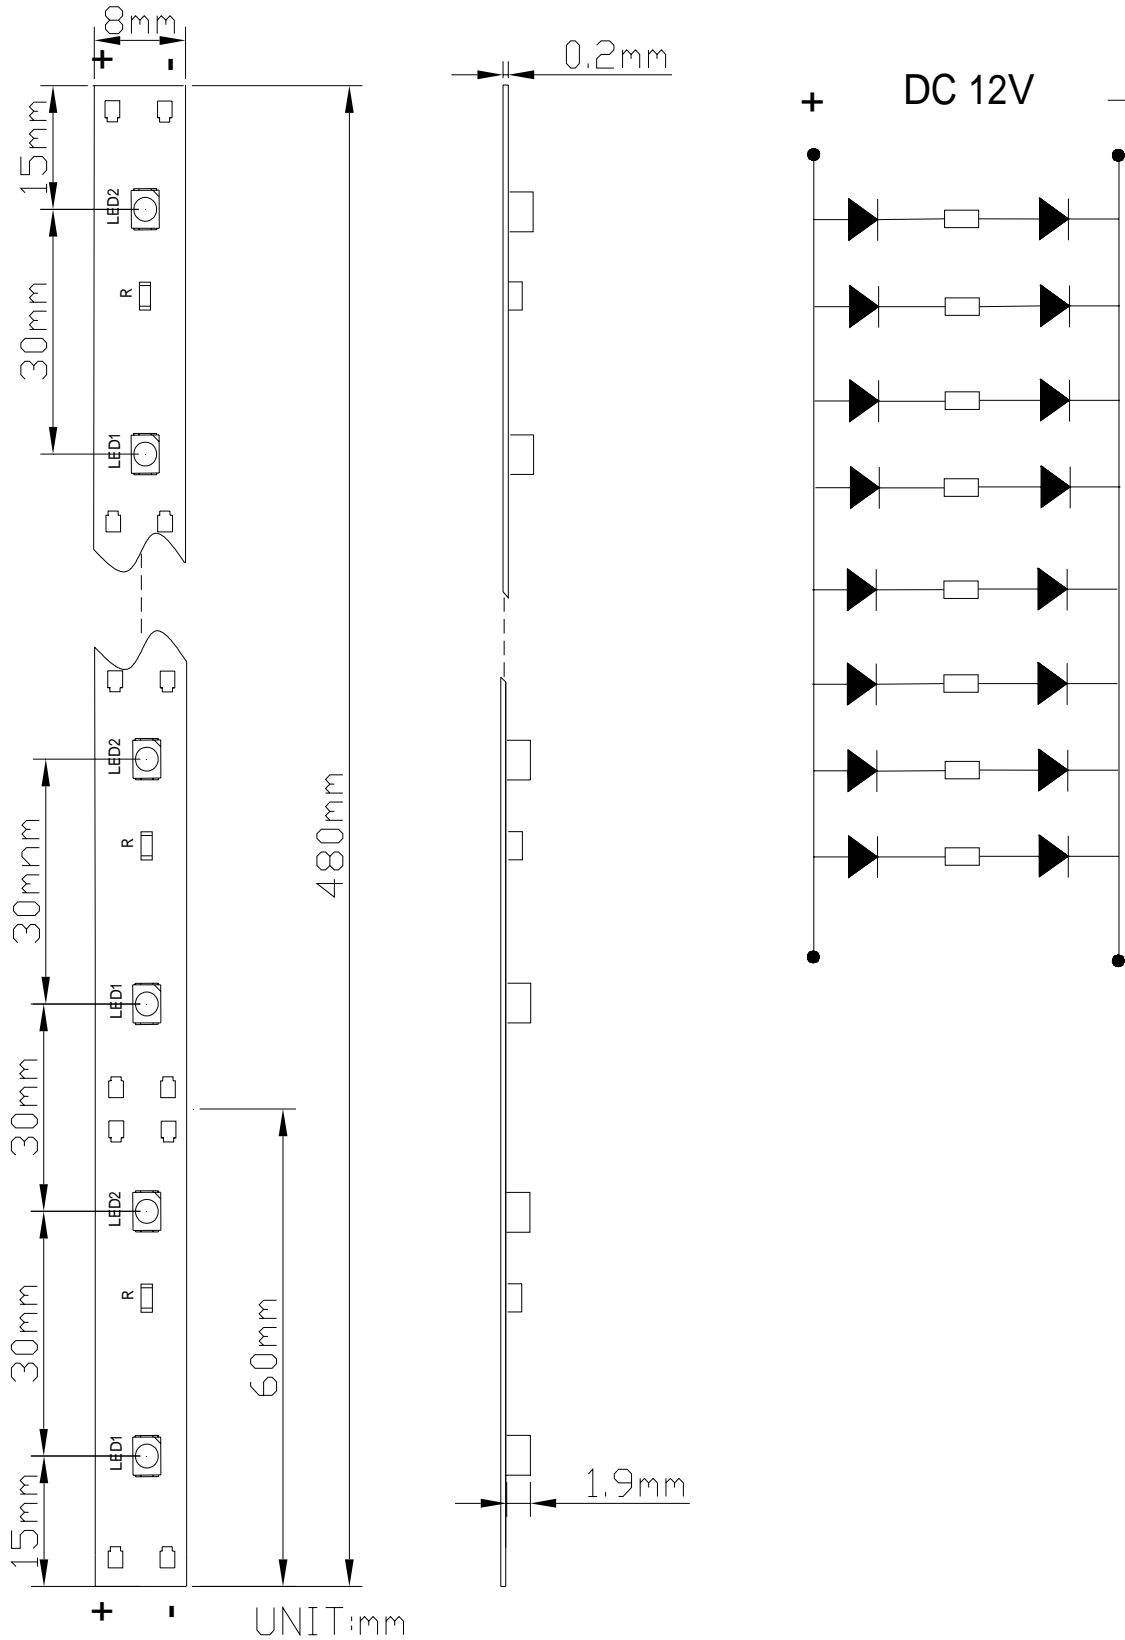 8mm
+ -
0.2mm
DC 12V
+ −
15mm
LED2
30mm
R
LED1
480mm
LED2
30mnm
R
LED1
30mm
LED2
30mm
R
60mm
LED1
15mm
1.9mm
+ -
UNIT:mm